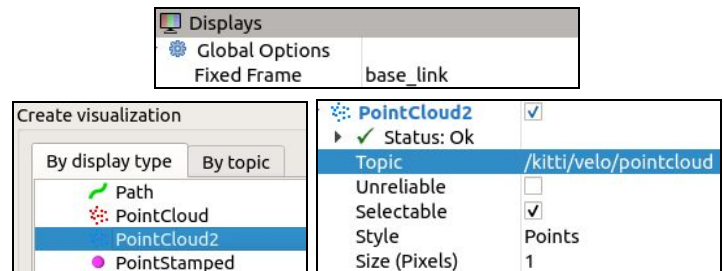 Displays
Global Options
Fixed Frame base_link
Create visualization
By display type By topic
Path
PointCloud
PointCloud2
PointStamped
PointCloud2
Status: Ok
Topic /kitti/velo/pointcloud
Unreliable
Selectable
Style Points
Size (Pixels) 1